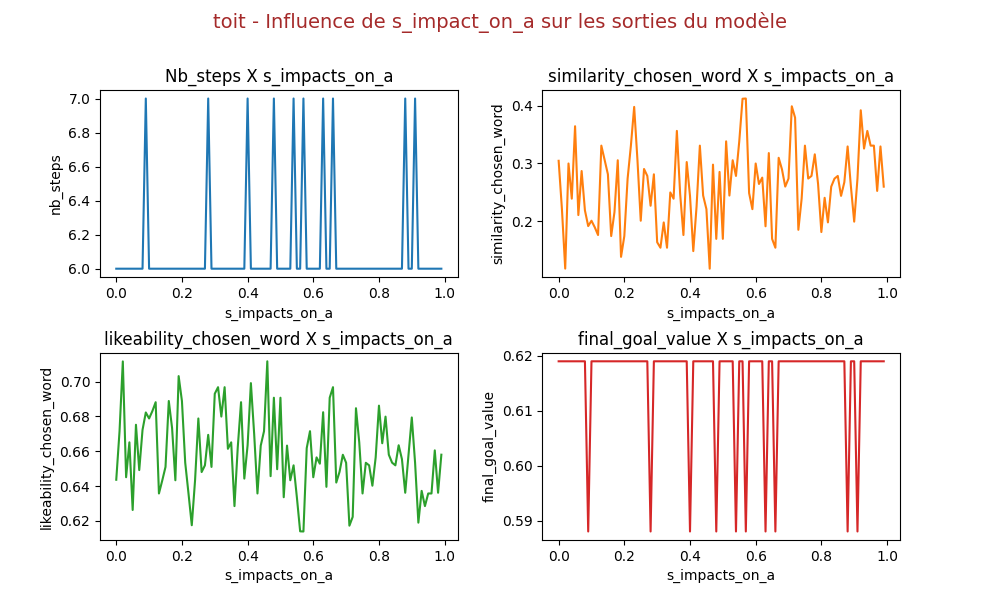 toit - Influence de s_impact_on_a sur les sorties du modèle
Nb_steps X s_impacts_on_a
nb_steps
7.0
6.8
6.6
6.4
6.2
6.0
0.0 0.2 0.4 0.6 0.8 1.0
s_impacts_on_a
similarity_chosen_word X s_impacts_on_a
similarity_chosen_word
0.4
0.3
0.2
0.0 0.2 0.4 0.6 0.8 1.0
s_impacts_on_a
likeability_chosen_word X s_impacts_on_a
likeability_chosen_word
0.70
0.68
0.66
0.64
0.62
0.0 0.2 0.4 0.6 0.8 1.0
s_impacts_on_a
final_goal_value X s_impacts_on_a
final_goal_value
0.62
0.61
0.60
0.59
0.0 0.2 0.4 0.6 0.8 1.0
s_impacts_on_a